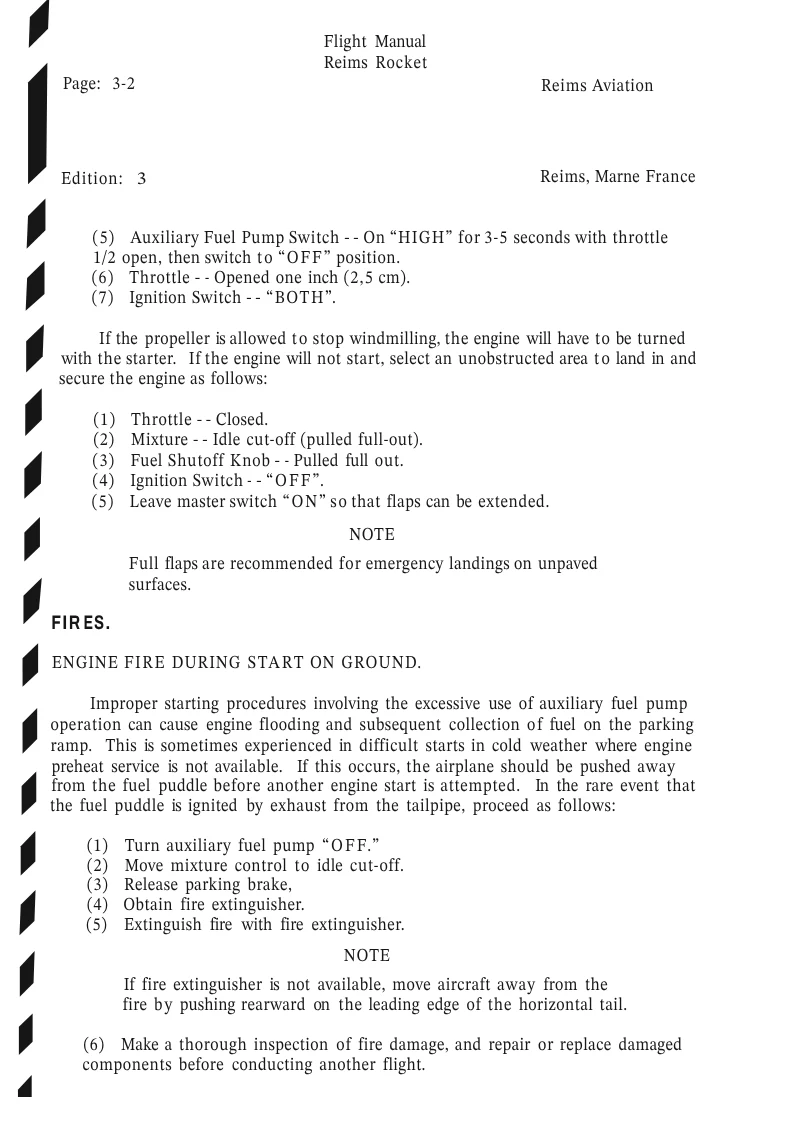 Flight Manual
Reims Rocket
Page: 3-2
Reims Aviation
Edition: 3
Reims, Marne France
(5) Auxiliary Fuel Pump Switch - - On “HIGH” for 3-5 seconds with throttle
1/2 open, then switch to “OFF” position.
(6) Throttle - - Opened one inch (2,5 cm).
(7) Ignition Switch - - “BOTH”.
If the propeller is allowed to stop windmilling, the engine will have to be turned
with the starter. If the engine will not start, select an unobstructed area to land in and
secure the engine as follows:
(1) Throttle - - Closed.
(2) Mixture - - Idle cut-off (pulled full-out).
(3) Fuel Shutoff Knob - - Pulled full out.
(4) Ignition Switch - - “OFF”.
(5) Leave master switch “ON” so that flaps can be extended.
NOTE
Full flaps are recommended for emergency landings on unpaved
surfaces.
FIRES.
ENGINE FIRE DURING START ON GROUND.
Improper starting procedures involving the excessive use of auxiliary fuel pump
operation can cause engine flooding and subsequent collection of fuel on the parking
ramp. This is sometimes experienced in difficult starts in cold weather where engine
preheat service is not available. If this occurs, the airplane should be pushed away
from the fuel puddle before another engine start is attempted. In the rare event that
the fuel puddle is ignited by exhaust from the tailpipe, proceed as follows:
(1) Turn auxiliary fuel pump “OFF.”
(2) Move mixture control to idle cut-off.
(3) Release parking brake,
(4) Obtain fire extinguisher.
(5) Extinguish fire with fire extinguisher.
NOTE
If fire extinguisher is not available, move aircraft away from the
fire by pushing rearward on the leading edge of the horizontal tail.
(6) Make a thorough inspection of fire damage, and repair or replace damaged
components before conducting another flight.